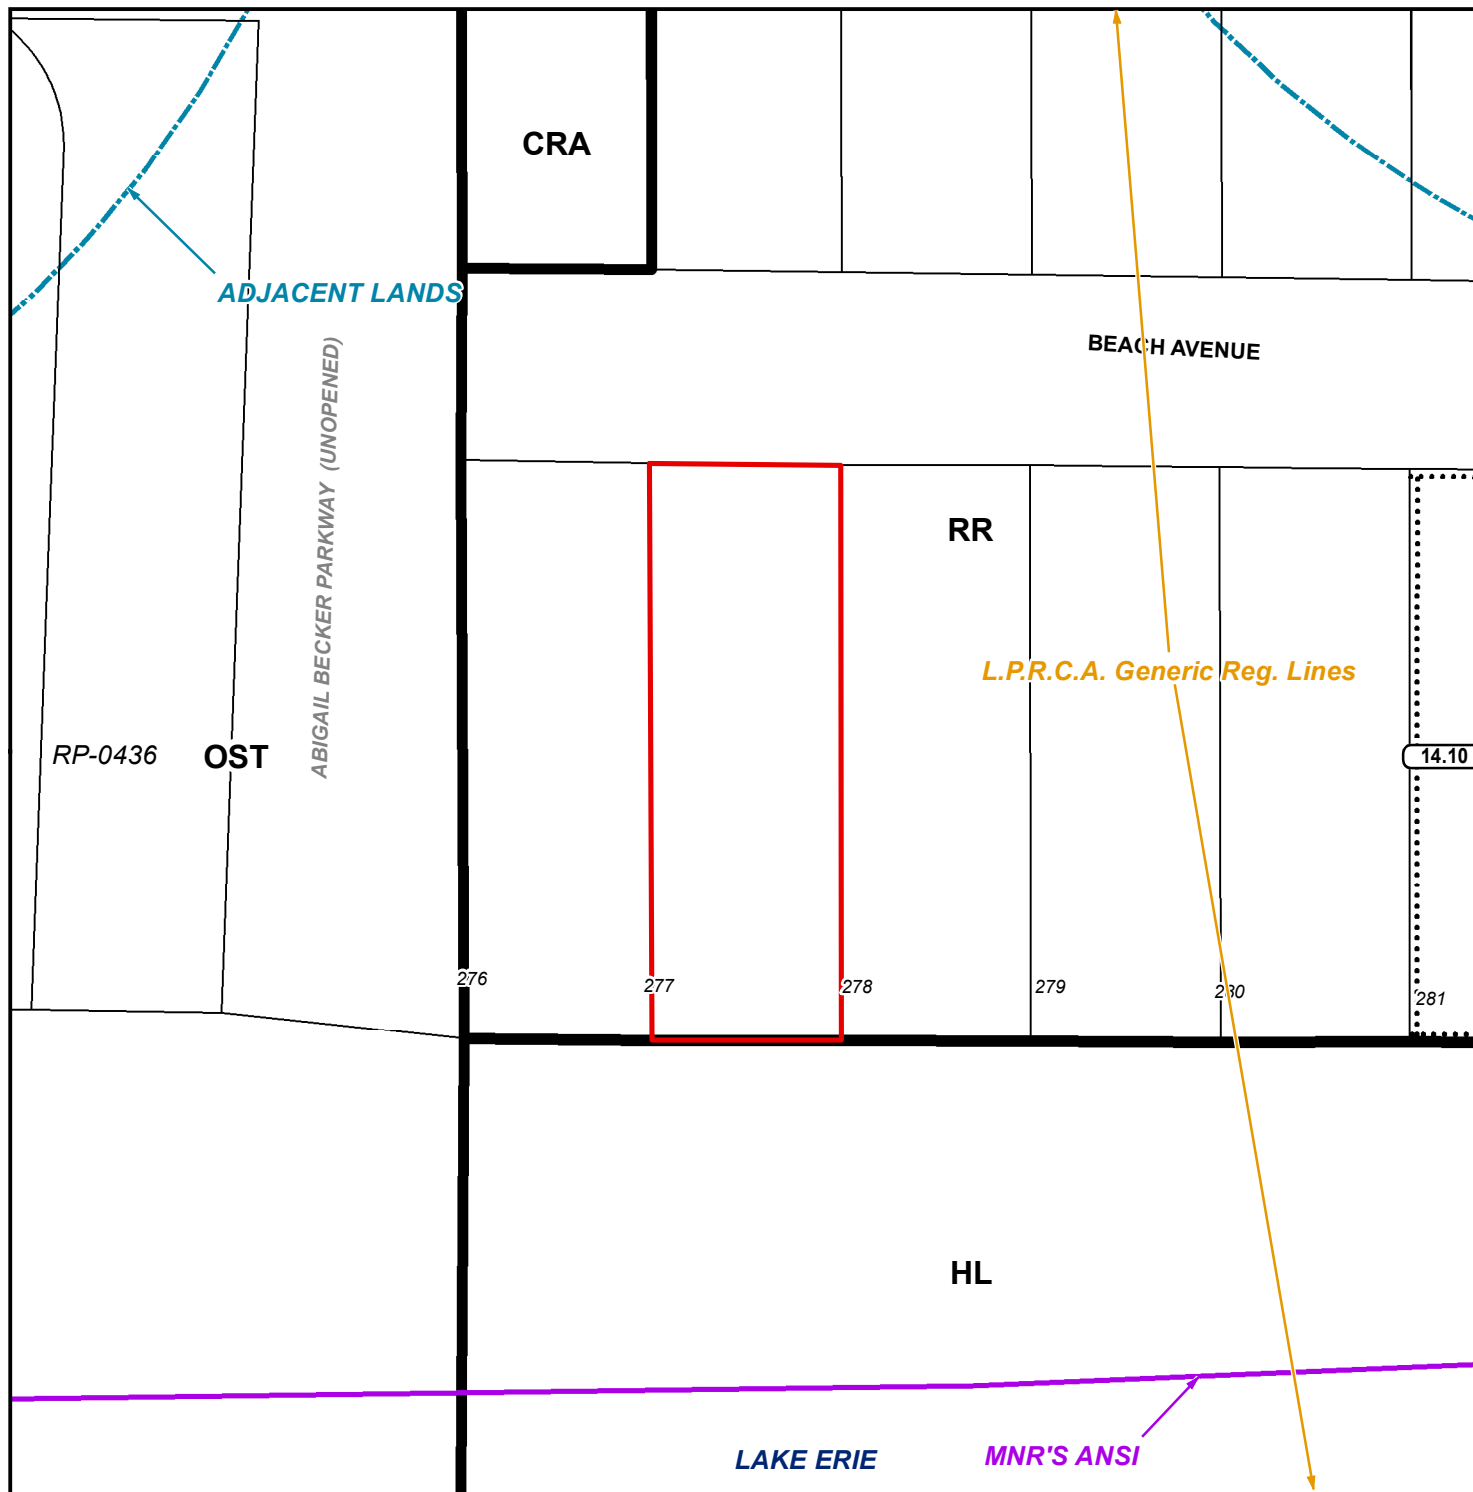 CRA
ADJACENT LANDS
BEACH AVENUE
ABIGAIL BECKER PARKWAY (UNOPENED)
RR
L.P.R.C.A. Generic Reg. Lines
RP-0436
OST
14.10
276
277
278
279
280
281
HL
LAKE ERIE
MNR'S ANSI